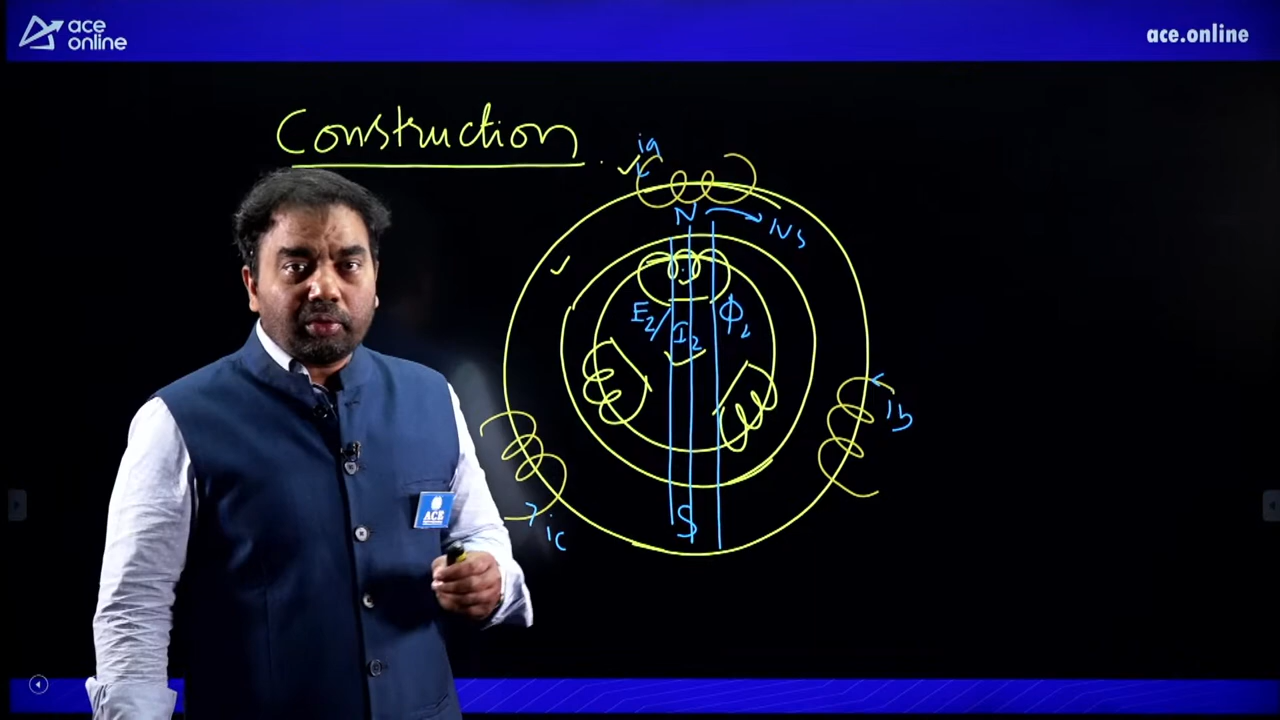 ace
online
ace.online
Construction
ia
N
Ns
E2
I2
Φ2
ib
S
ic
ACE